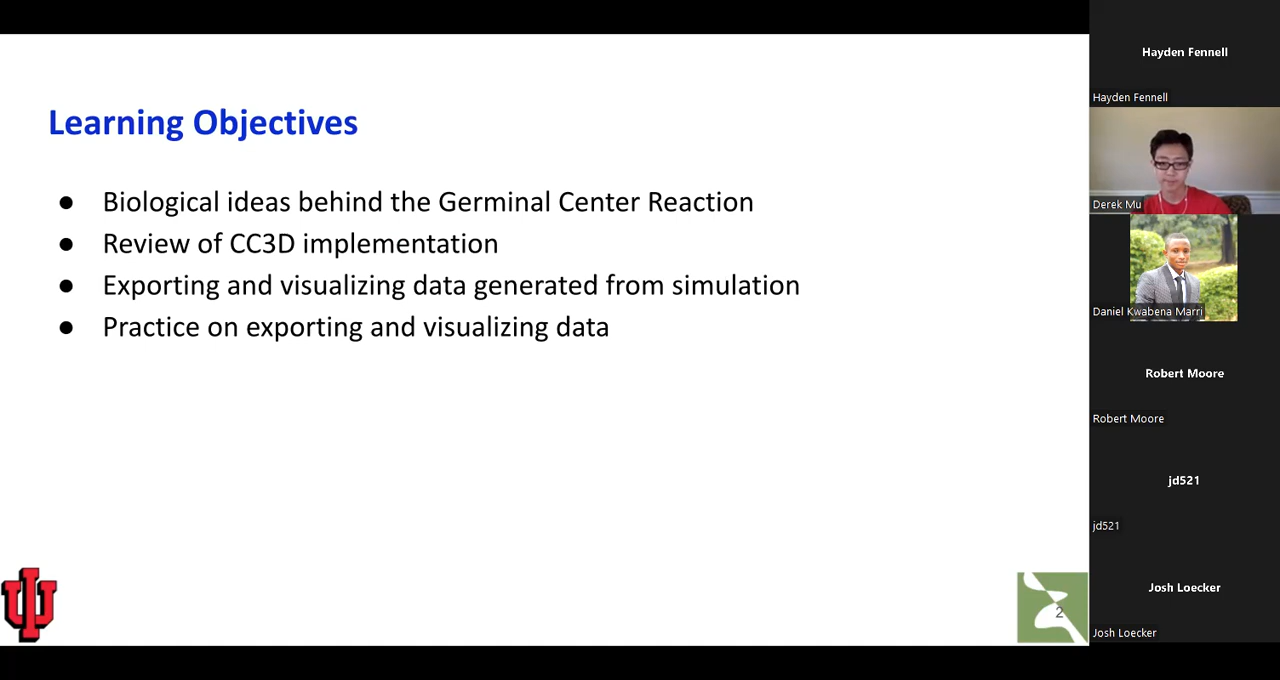 Learning Objectives
● Biological ideas behind the Germinal Center Reaction
● Review of CC3D implementation
● Exporting and visualizing data generated from simulation
● Practice on exporting and visualizing data
2
Hayden Fennell
Hayden Fennell
Derek Mu
Daniel Kwabena Marri
Robert Moore
Robert Moore
jd521
jd521
Josh Loecker
Josh Loecker